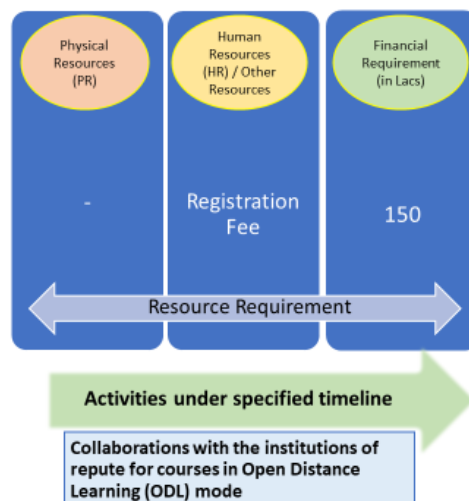 Physical
Resources
(PR)
Human
Resources
(HR) / Other
Resources
Financial
Requirement
(in Lacs)
-
Registration
Fee
150
Resource Requirement
Activities under specified timeline
Collaborations with the institutions of
repute for courses in Open Distance
Learning (ODL) mode